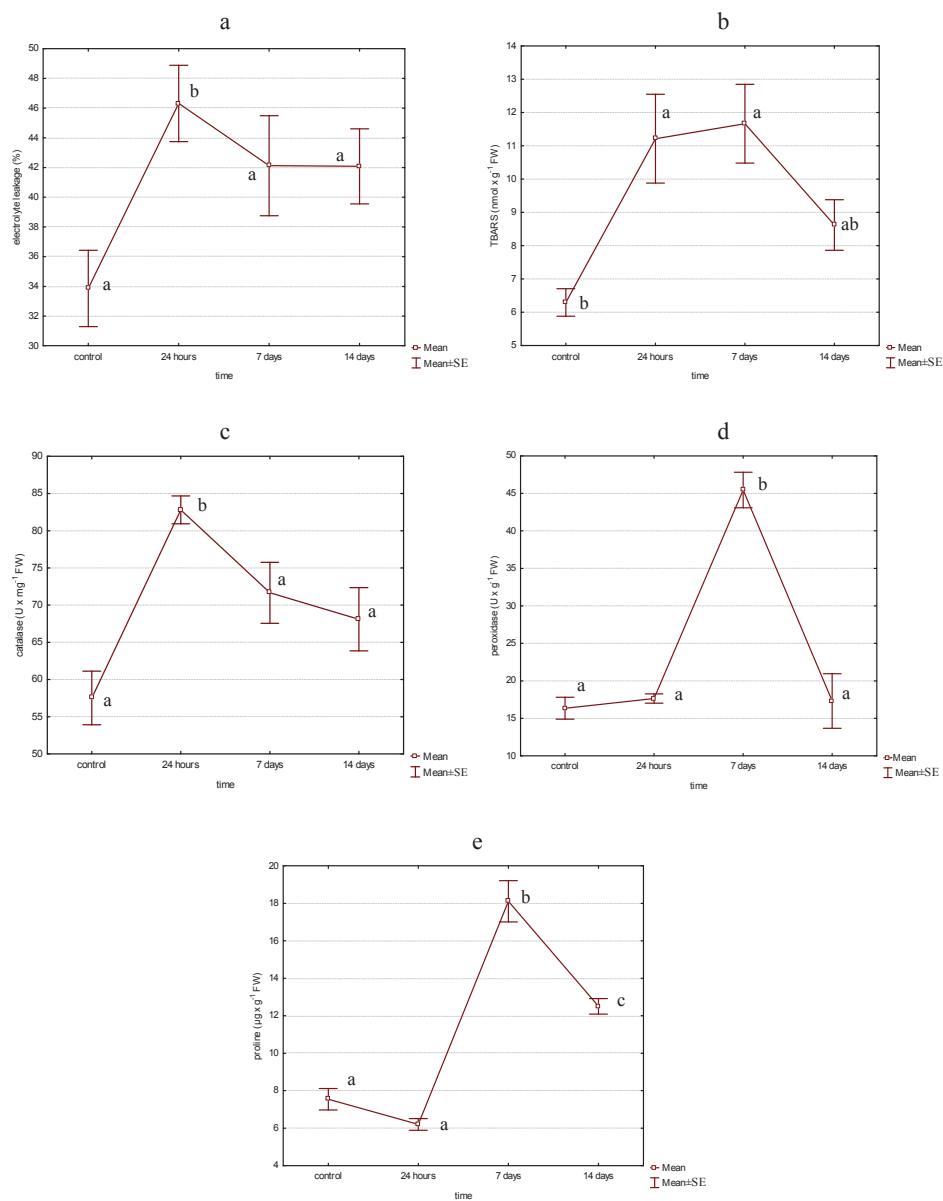 a
50
48
46
44
42
40
38
36
34
32
30
electrolyte leakage (%)
b
a
a
a
control 24 hours 7 days 14 days
time
Mean
Mean±SE
b
14
13
12
11
10
9
8
7
6
5
TBARS (nmol x g⁻¹ FW)
a
a
ab
b
control 24 hours 7 days 14 days
time
Mean
Mean±SE
c
90
85
80
75
70
65
60
55
50
catalase (U x mg⁻¹ FW)
b
a
a
a
control 24 hours 7 days 14 days
time
Mean
Mean±SE
d
50
45
40
35
30
25
20
15
10
peroxidase (U x g⁻¹ FW)
b
a
a
a
control 24 hours 7 days 14 days
time
Mean
Mean±SE
e
20
18
16
14
12
10
8
6
4
proline (µg x g⁻¹ FW)
b
c
a
a
control 24 hours 7 days 14 days
time
Mean
Mean±SE